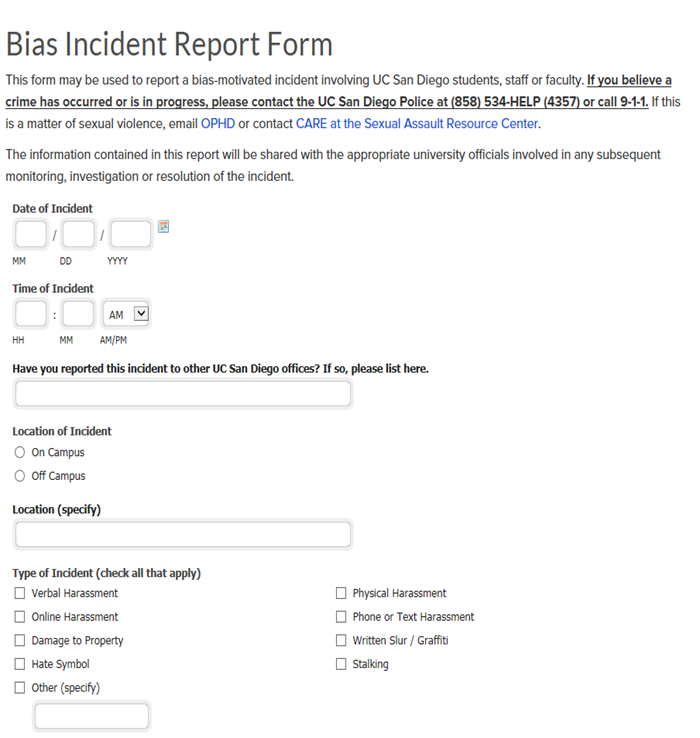 Bias Incident Report Form
This form may be used to report a bias-motivated incident involving UC San Diego students, staff or faculty. If you believe a
crime has occurred or is in progress, please contact the UC San Diego Police at (858) 534-HELP (4357) or call 9-1-1. If this
is a matter of sexual violence, email OPHD or contact CARE at the Sexual Assault Resource Center.
The information contained in this report will be shared with the appropriate university officials involved in any subsequent
monitoring, investigation or resolution of the incident.
Date of Incident
/ /
MM DD YYYY
Time of Incident
: AM
HH MM AM/PM
Have you reported this incident to other UC San Diego offices? If so, please list here.
Location of Incident
On Campus
Off Campus
Location (specify)
Type of Incident (check all that apply)
Verbal Harassment Physical Harassment
Online Harassment Phone or Text Harassment
Damage to Property Written Slur / Graffiti
Hate Symbol Stalking
Other (specify)